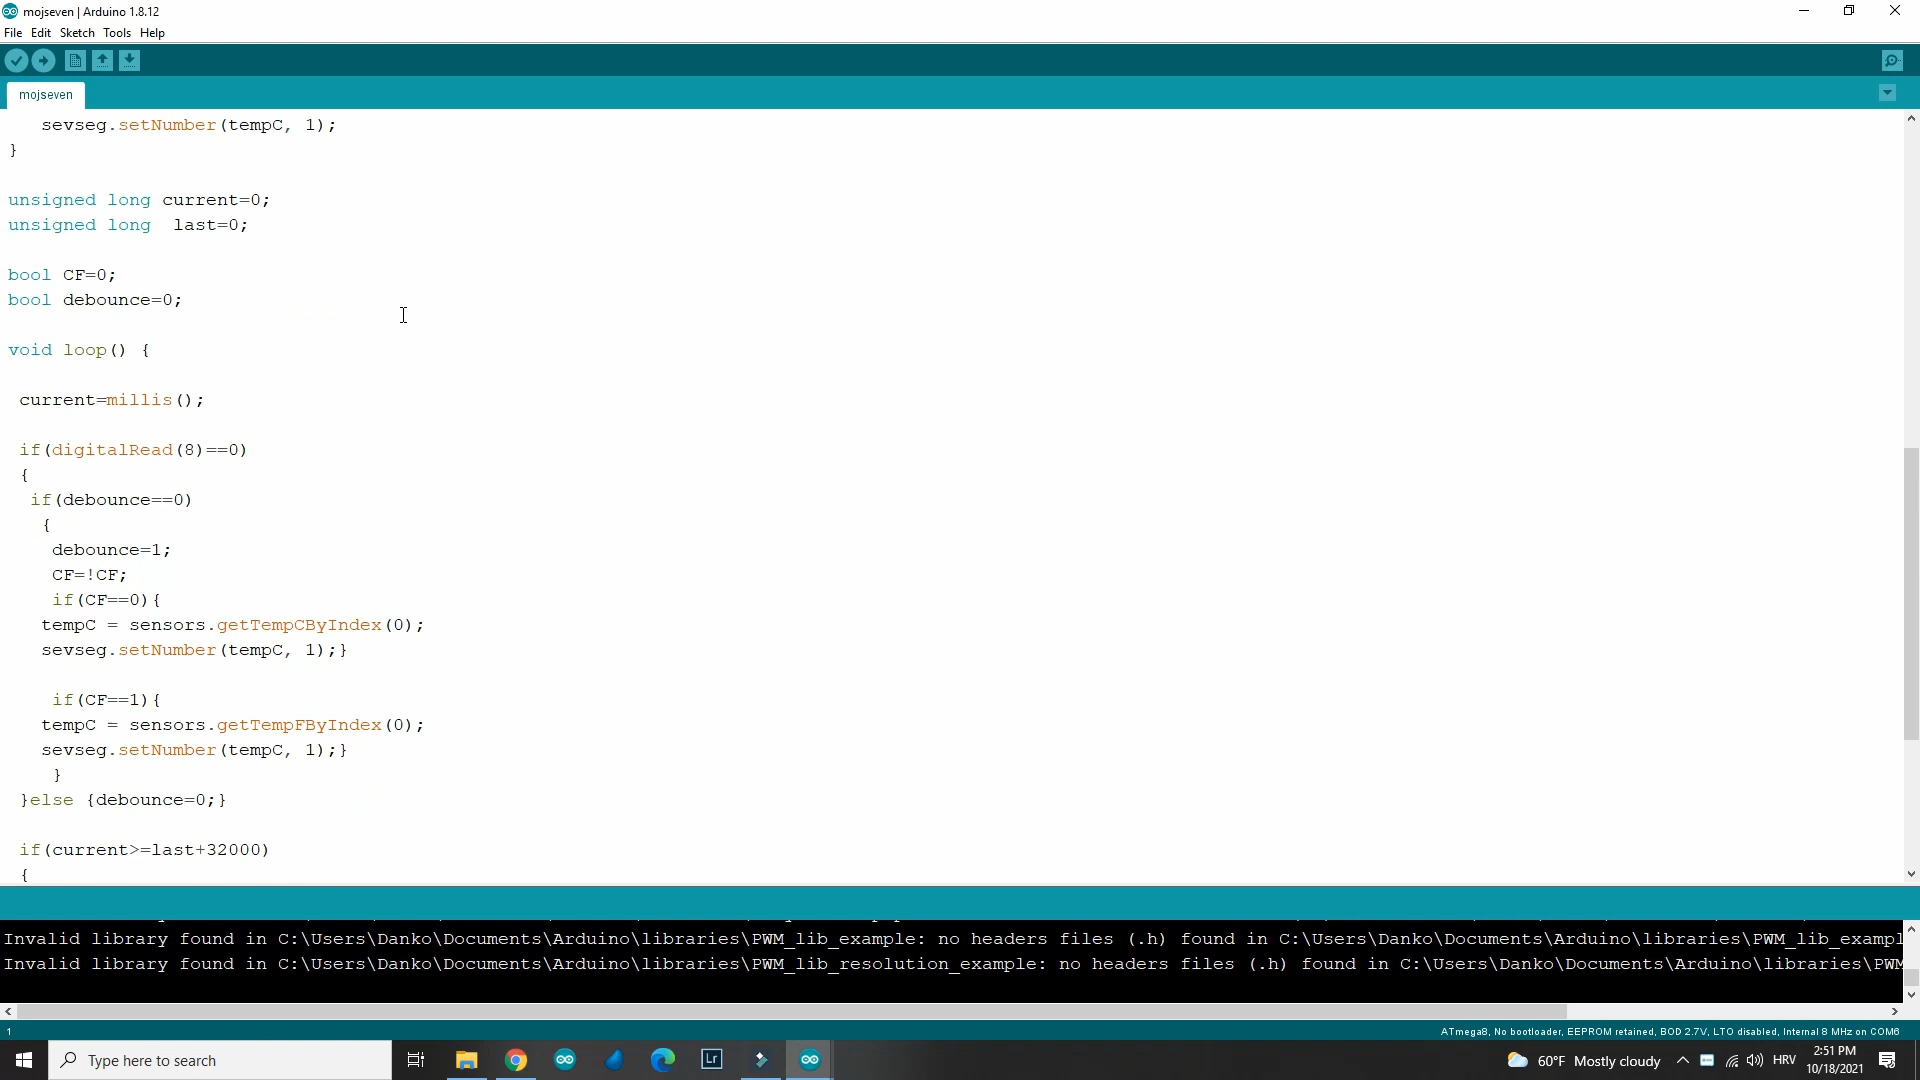 mojseven | Arduino 1.8.12
File Edit Sketch Tools Help
mojseven
sevseg.setNumber(tempC, 1);
}
unsigned long current=0;
unsigned long  last=0;
bool CF=0;
bool debounce=0;
void loop() {
current=millis();
if(digitalRead(8)==0)
{
if(debounce==0)
{
debounce=1;
CF=!CF;
if(CF==0){
tempC = sensors.getTempCByIndex(0);
sevseg.setNumber(tempC, 1);}
if(CF==1){
tempC = sensors.getTempFByIndex(0);
sevseg.setNumber(tempC, 1);}
}
}else {debounce=0;}
if(current>=last+32000)
{
Invalid library found in C:\Users\Danko\Documents\Arduino\libraries\PWM_lib_example: no headers files (.h) found in C:\Users\Danko\Documents\Arduino\libraries\PWM_lib_exampl
Invalid library found in C:\Users\Danko\Documents\Arduino\libraries\PWM_lib_resolution_example: no headers files (.h) found in C:\Users\Danko\Documents\Arduino\libraries\PWM
1
ATmega8, No bootloader, EEPROM retained, BOD 2.7V, LTO disabled, Internal 8 MHz on COM6
Type here to search
Lr
60°F Mostly cloudy
HRV
2:51 PM
10/18/2021